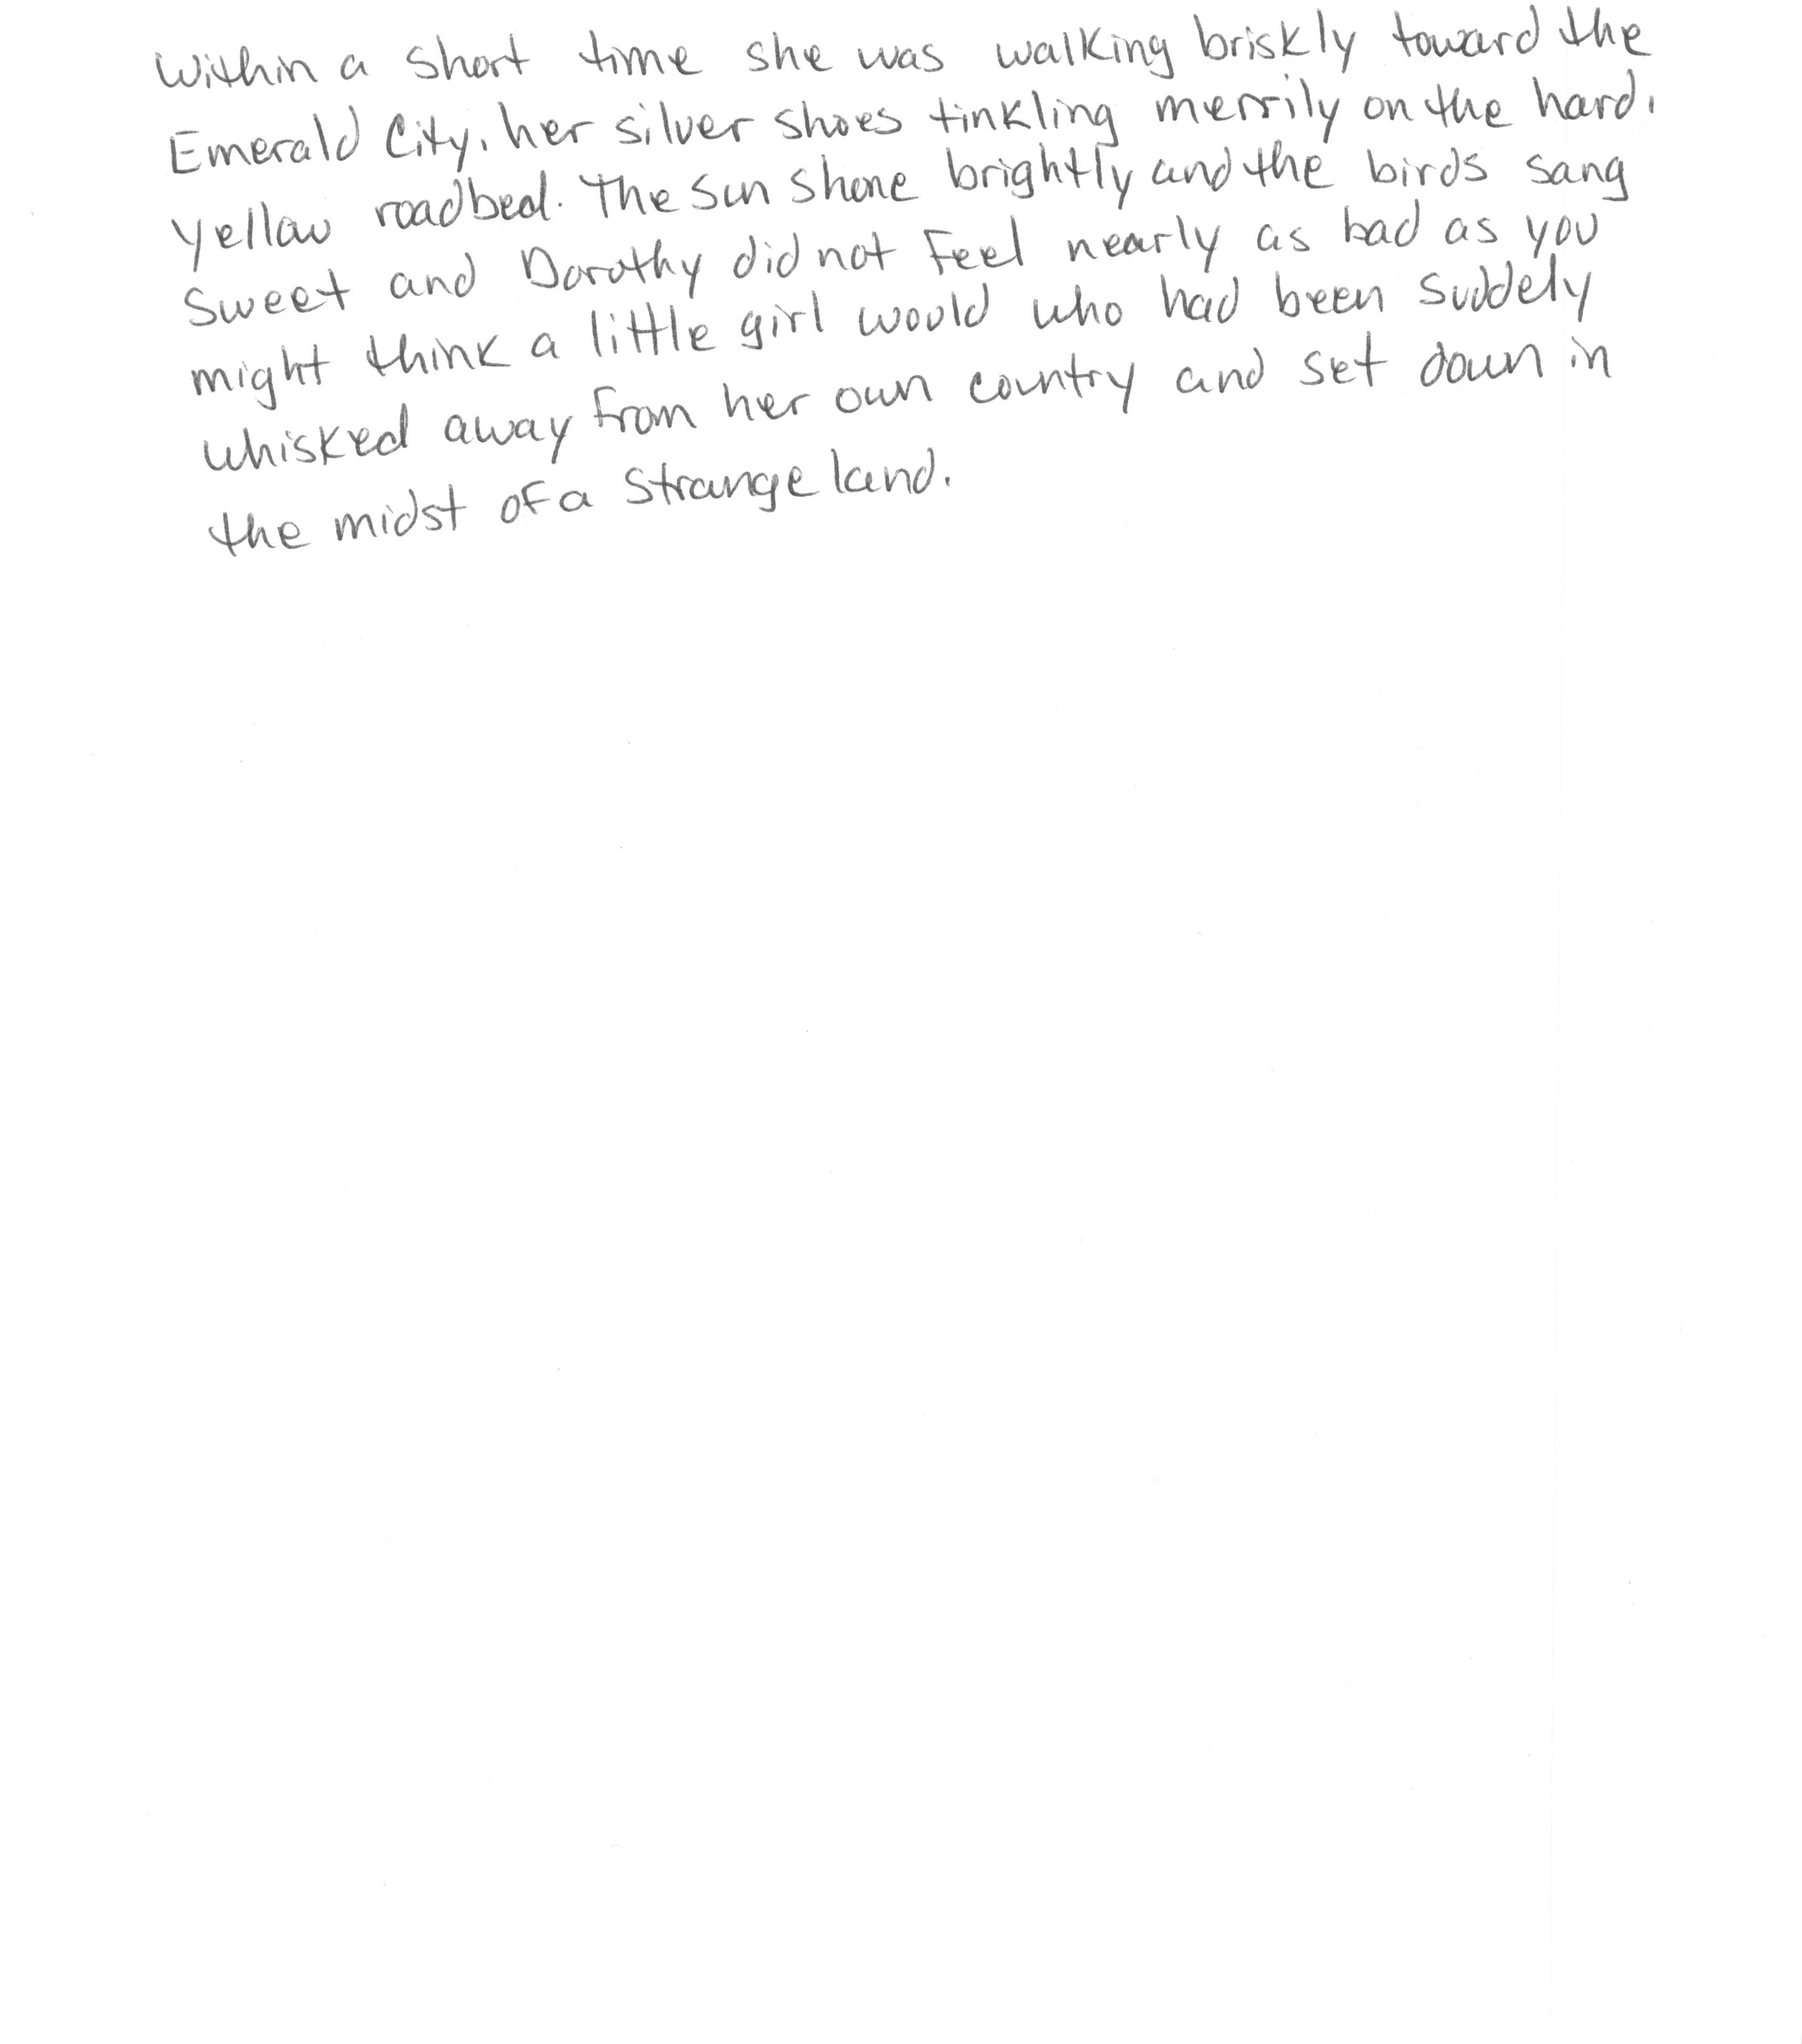 Within a short time she was walking briskly toward the
Emerald City, her silver shoes tinkling merrily on the hard,
yellow roadbed. The sun shone brightly and the birds sang
sweet and Dorothy did not feel nearly as bad as you
might think a little girl would who had been suddely
whisked away from her own country and set down in
the midst of a strange land.